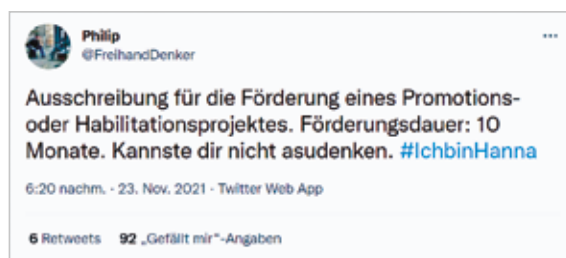 Philip
@FreihandDenker
Ausschreibung für die Förderung eines Promotions-
oder Habilitationsprojektes. Förderungsdauer: 10
Monate. Kannste dir nicht asudenken. #IchbinHanna
6:20 nachm. · 23. Nov. 2021 · Twitter Web App
6 Retweets 92 „Gefällt mir“-Angaben